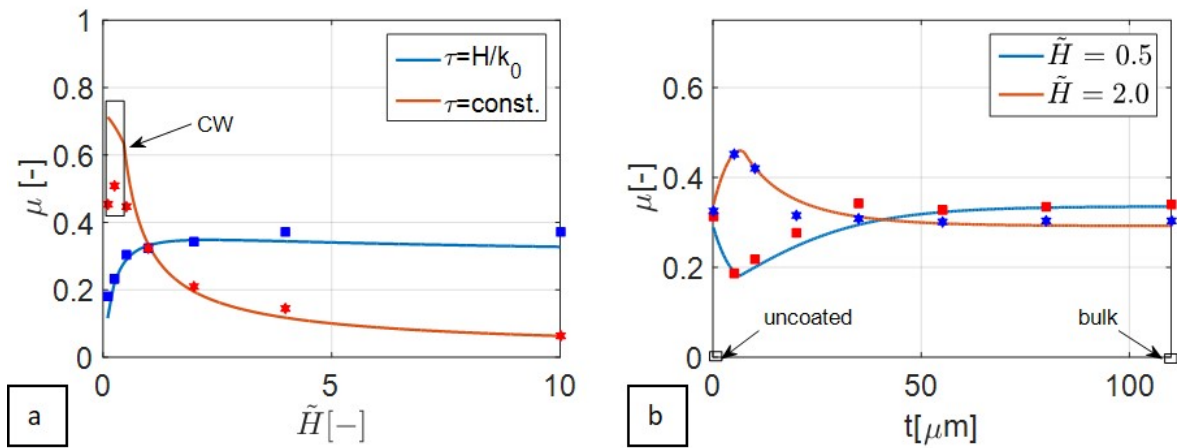 1
0.8
0.6
0.4
0.2
0
μ [-]
τ=H/k₀
τ=const.
CW
0
5
10
H̃[-]
a
0.6
0.4
0.2
0
μ[-]
H̃ = 0.5
H̃ = 2.0
uncoated
bulk
0
50
100
t[μm]
b